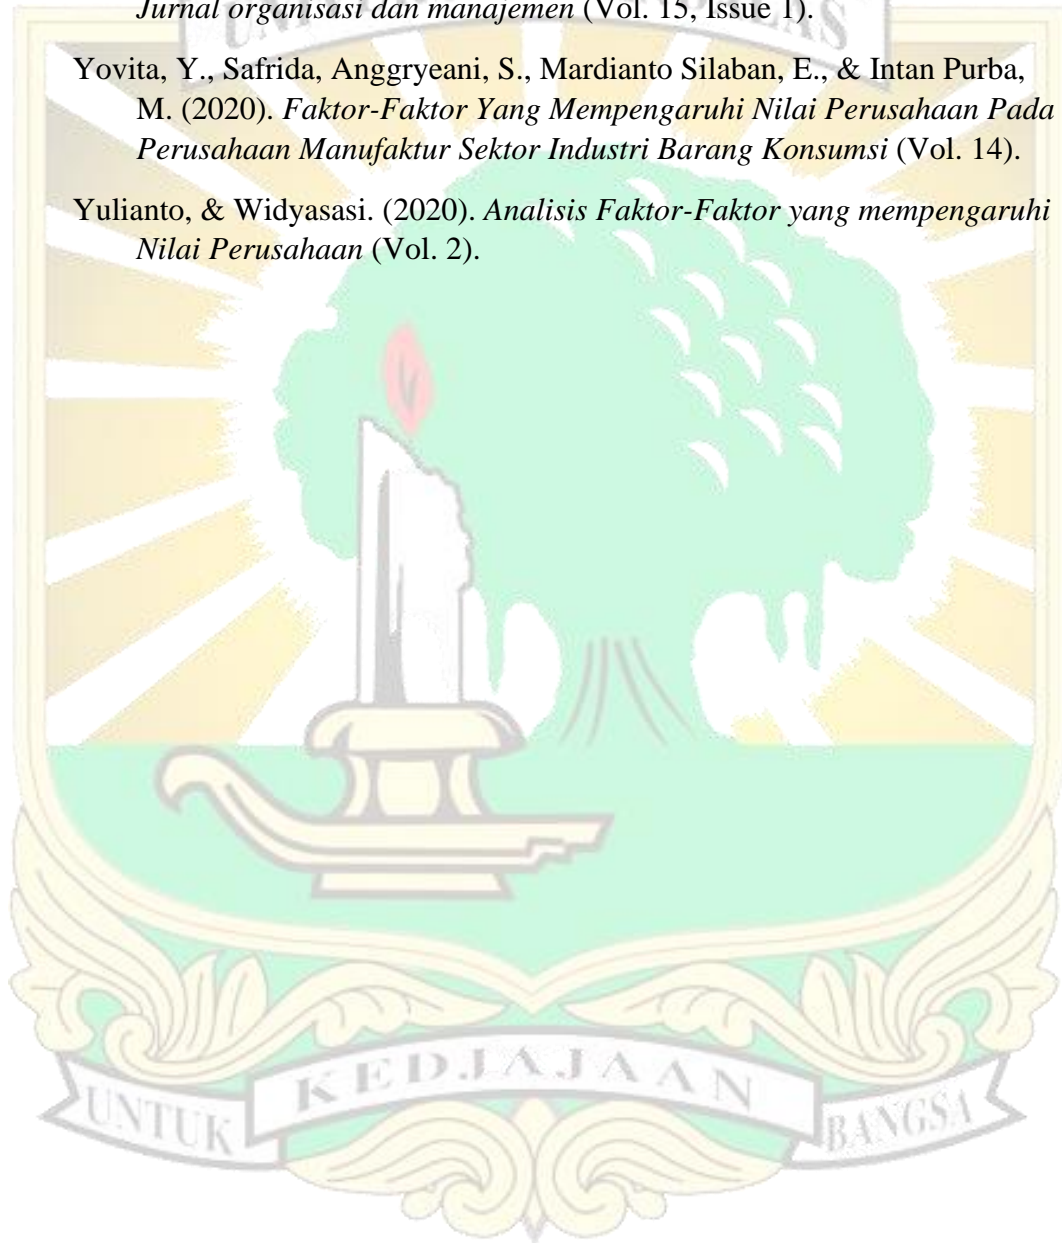 Jurnal organisasi dan manajemen (Vol. 15, Issue 1).
Yovita, Y., Safrida, Anggryeani, S., Mardianto Silaban, E., & Intan Purba,
M. (2020). Faktor-Faktor Yang Mempengaruhi Nilai Perusahaan Pada
Perusahaan Manufaktur Sektor Industri Barang Konsumsi (Vol. 14).
Yulianto, & Widyasasi. (2020). Analisis Faktor-Faktor yang mempengaruhi
Nilai Perusahaan (Vol. 2).
UNTUK KEDJAJAAN BANGSA